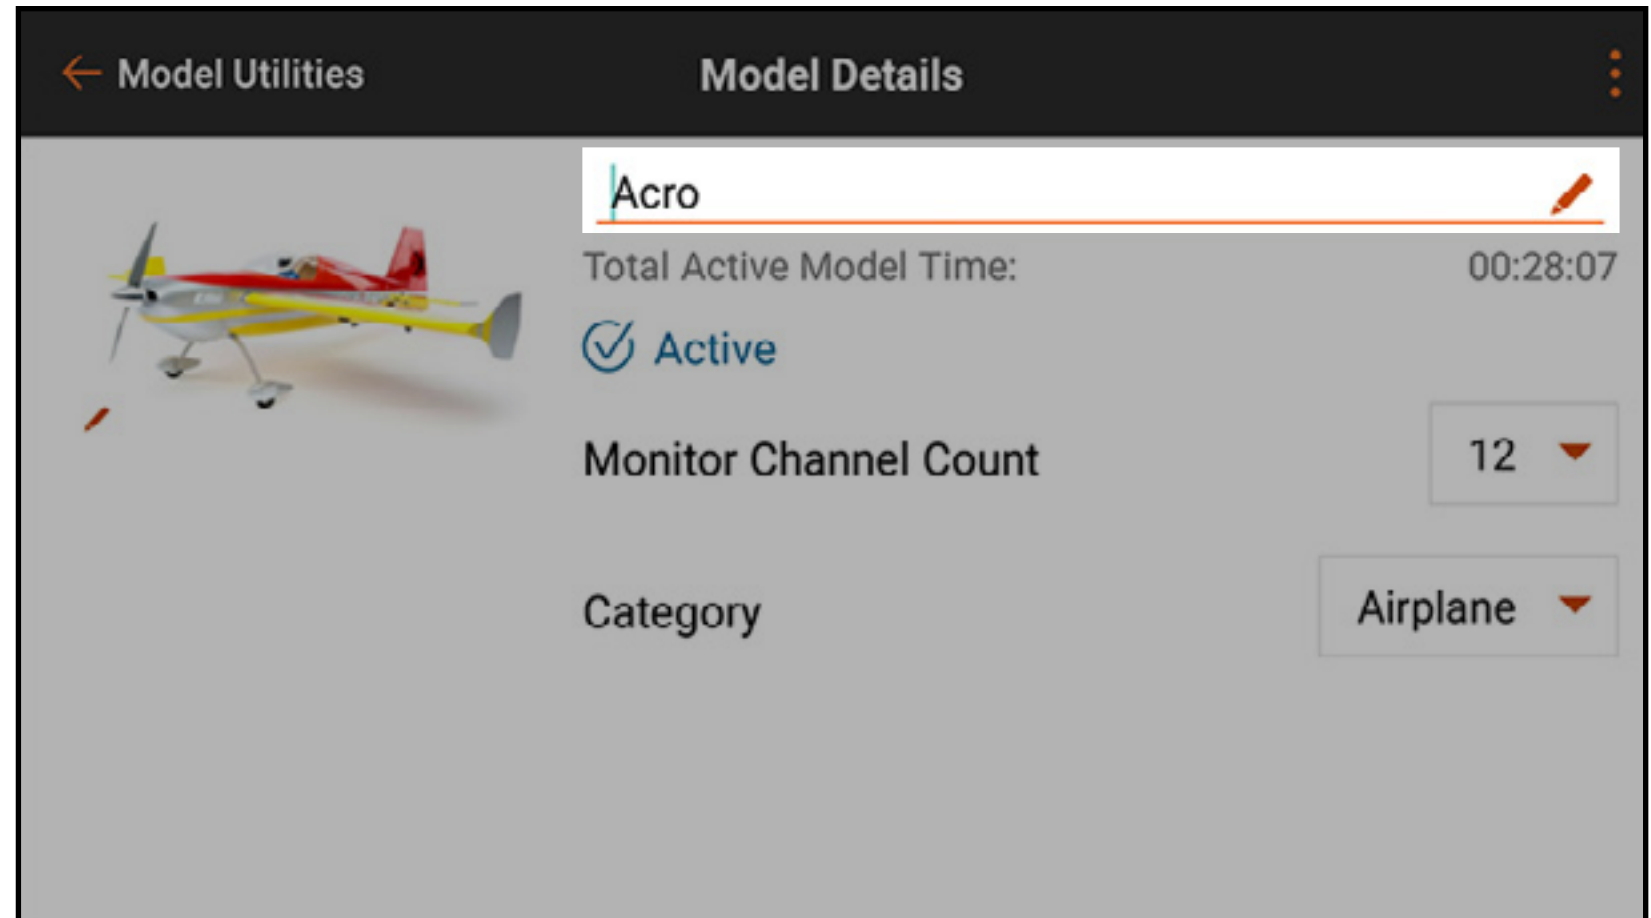 Model Utilities
Model Details
Acro
Total Active Model Time: 00:28:07
Active
Monitor Channel Count 12
Category Airplane